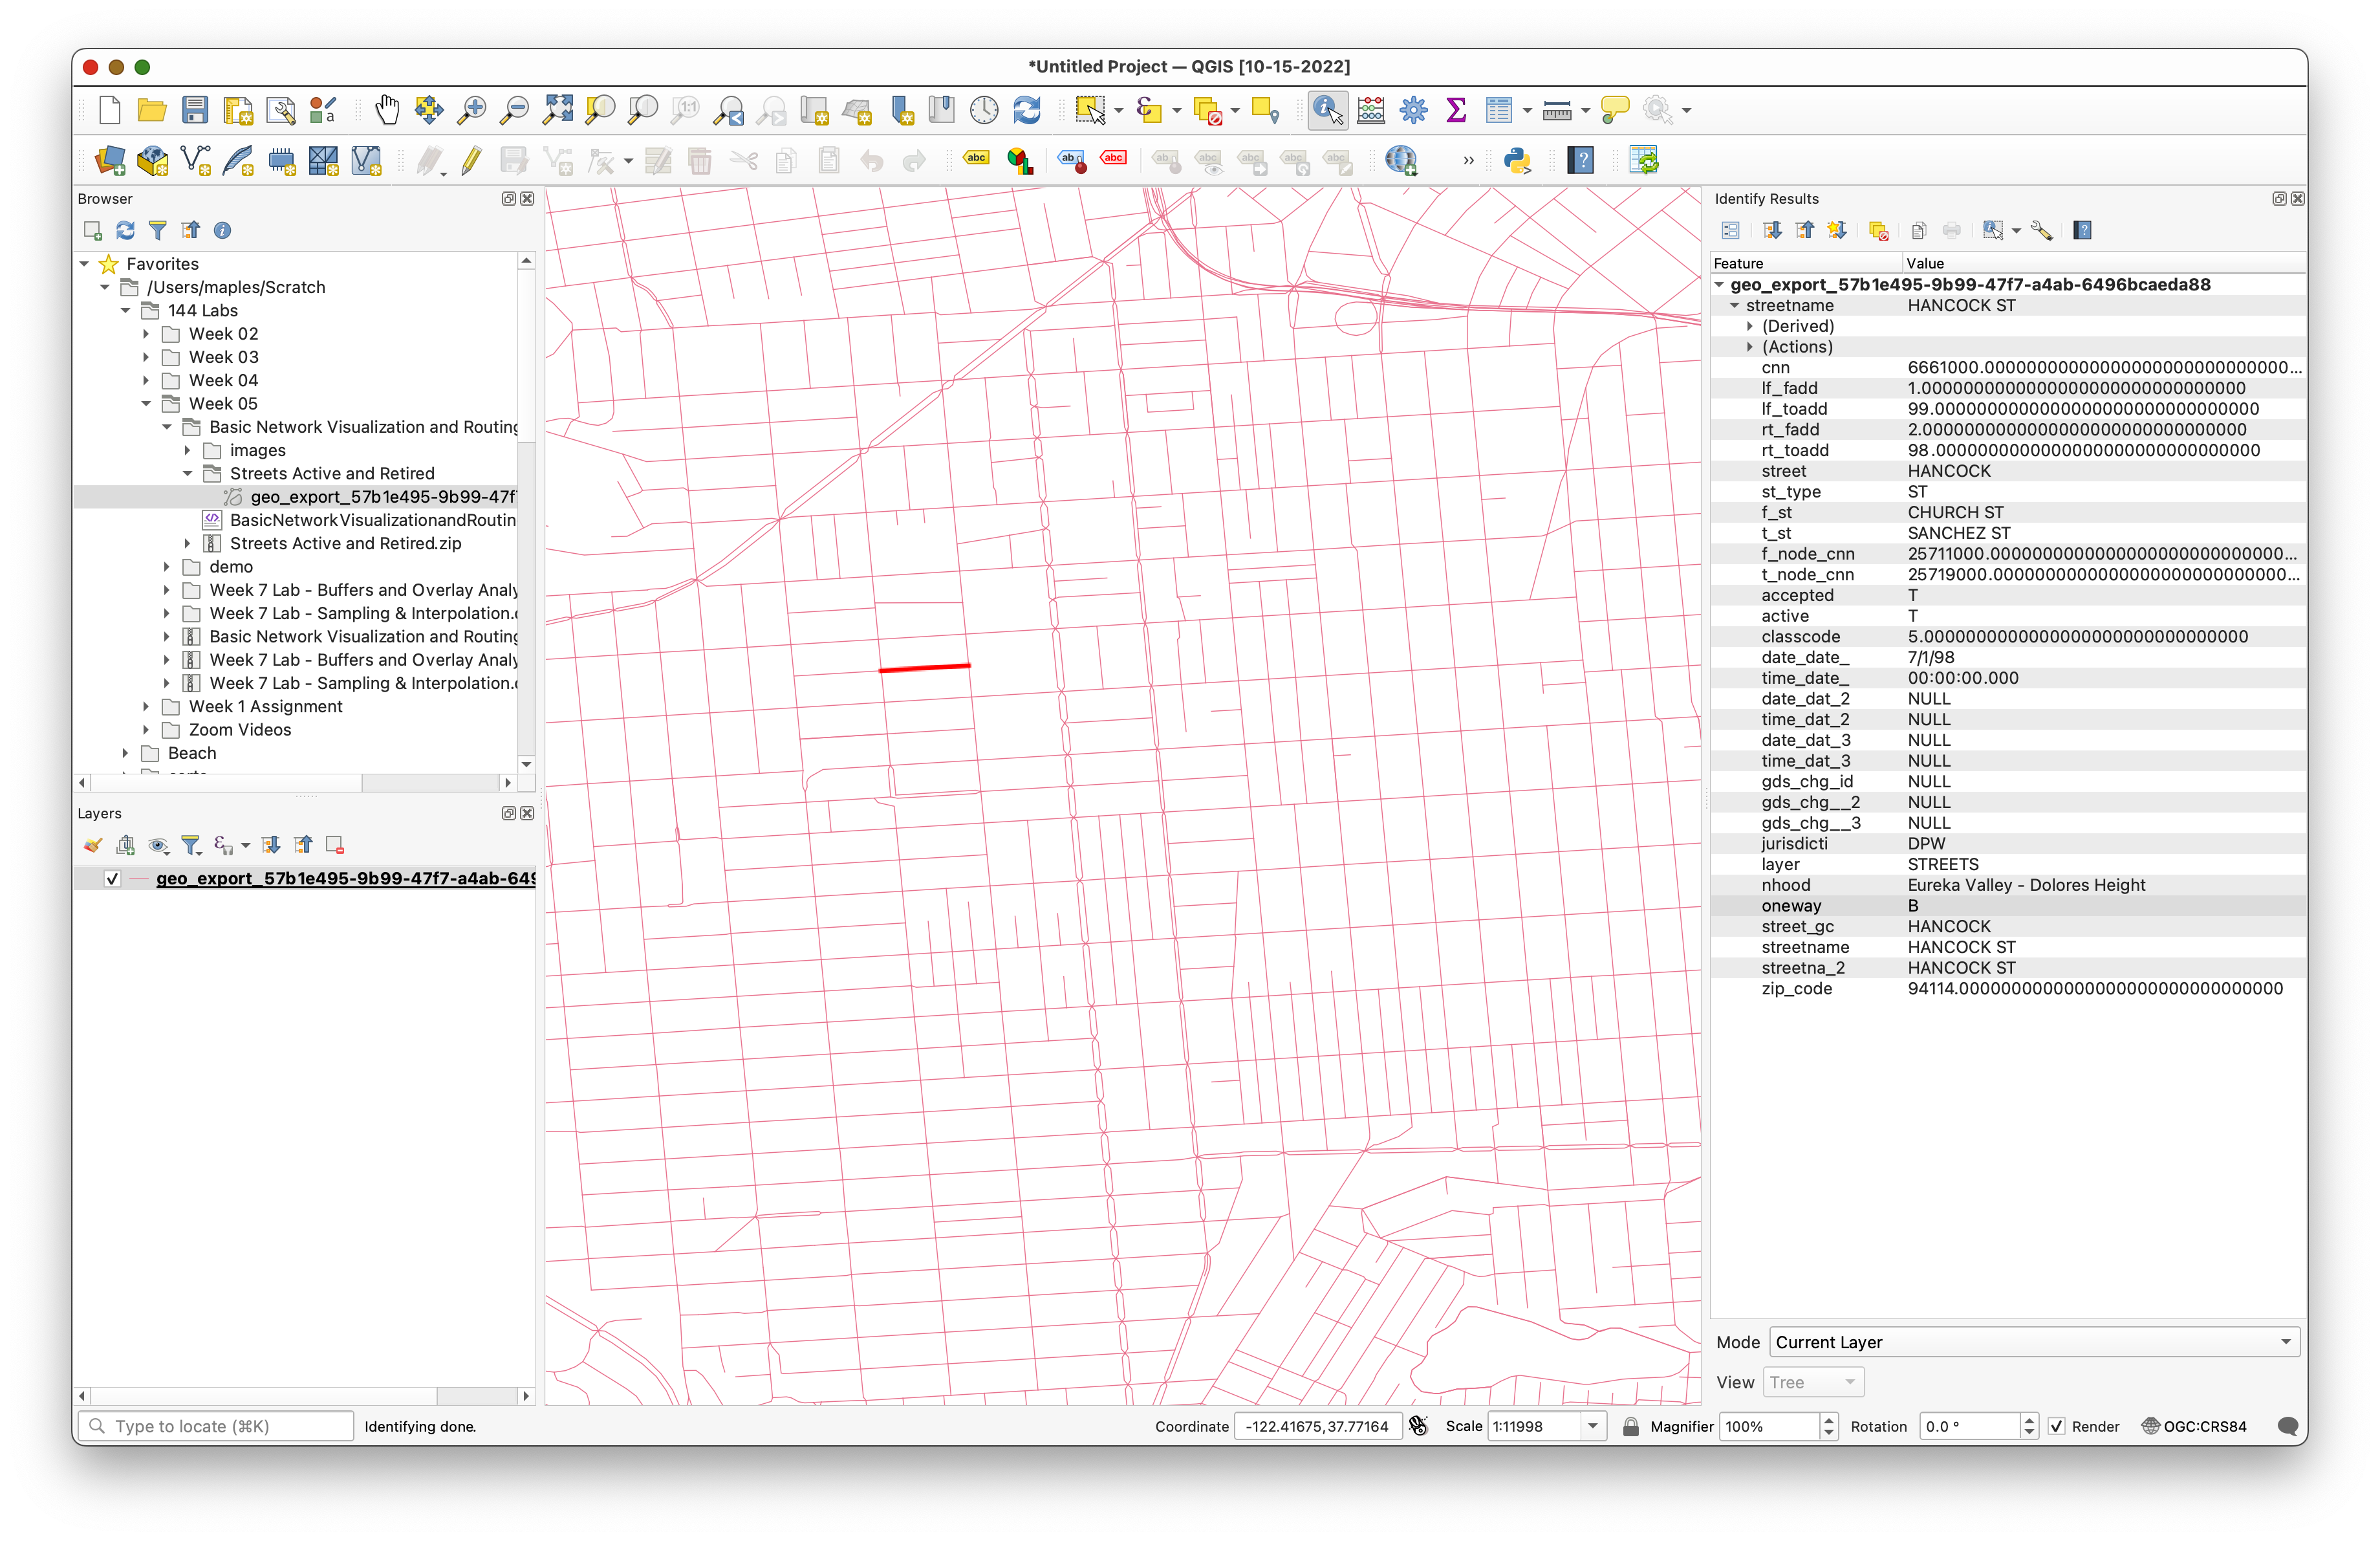 *Untitled Project — QGIS [10-15-2022]
Browser
Favorites
/Users/maples/Scratch
144 Labs
Week 02
Week 03
Week 04
Week 05
Basic Network Visualization and Routing
images
Streets Active and Retired
geo_export_57b1e495-9b99-47f
BasicNetworkVisualizationandRoutin
Streets Active and Retired.zip
demo
Week 7 Lab - Buffers and Overlay Analy
Week 7 Lab - Sampling & Interpolation.
Basic Network Visualization and Routing
Week 7 Lab - Buffers and Overlay Analy
Week 7 Lab - Sampling & Interpolation.
Week 1 Assignment
Zoom Videos
Beach
Layers
geo_export_57b1e495-9b99-47f7-a4ab-649
Identify Results
Feature Value
geo_export_57b1e495-9b99-47f7-a4ab-6496bcaeda88
streetname HANCOCK ST
(Derived)
(Actions)
cnn 6661000.0000000000000000000000000...
lf_fadd 1.000000000000000000000000000000
lf_toadd 99.000000000000000000000000000000
rt_fadd 2.000000000000000000000000000000
rt_toadd 98.000000000000000000000000000000
street HANCOCK
st_type ST
f_st CHURCH ST
t_st SANCHEZ ST
f_node_cnn 25711000.000000000000000000000000...
t_node_cnn 25719000.000000000000000000000000...
accepted T
active T
classcode 5.000000000000000000000000000000
date_date_ 7/1/98
time_date_ 00:00:00.000
date_dat_2 NULL
time_dat_2 NULL
date_dat_3 NULL
time_dat_3 NULL
gds_chg_id NULL
gds_chg__2 NULL
gds_chg__3 NULL
jurisdicti DPW
layer STREETS
nhood Eureka Valley - Dolores Height
oneway B
street_gc HANCOCK
streetname HANCOCK ST
streetna_2 HANCOCK ST
zip_code 94114.000000000000000000000000000000
Mode Current Layer
View Tree
Type to locate (⌘K) Identifying done. Coordinate -122.41675,37.77164 Scale 1:11998 Magnifier 100% Rotation 0.0 ° Render OGC:CRS84